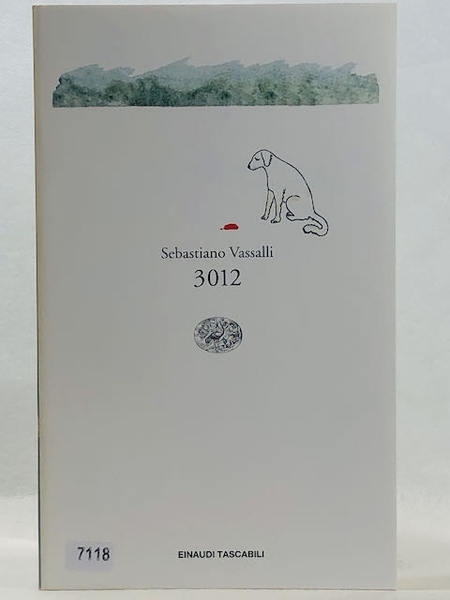 Sebastiano Vassalli
3012
7118
EINAUDI TASCABILI